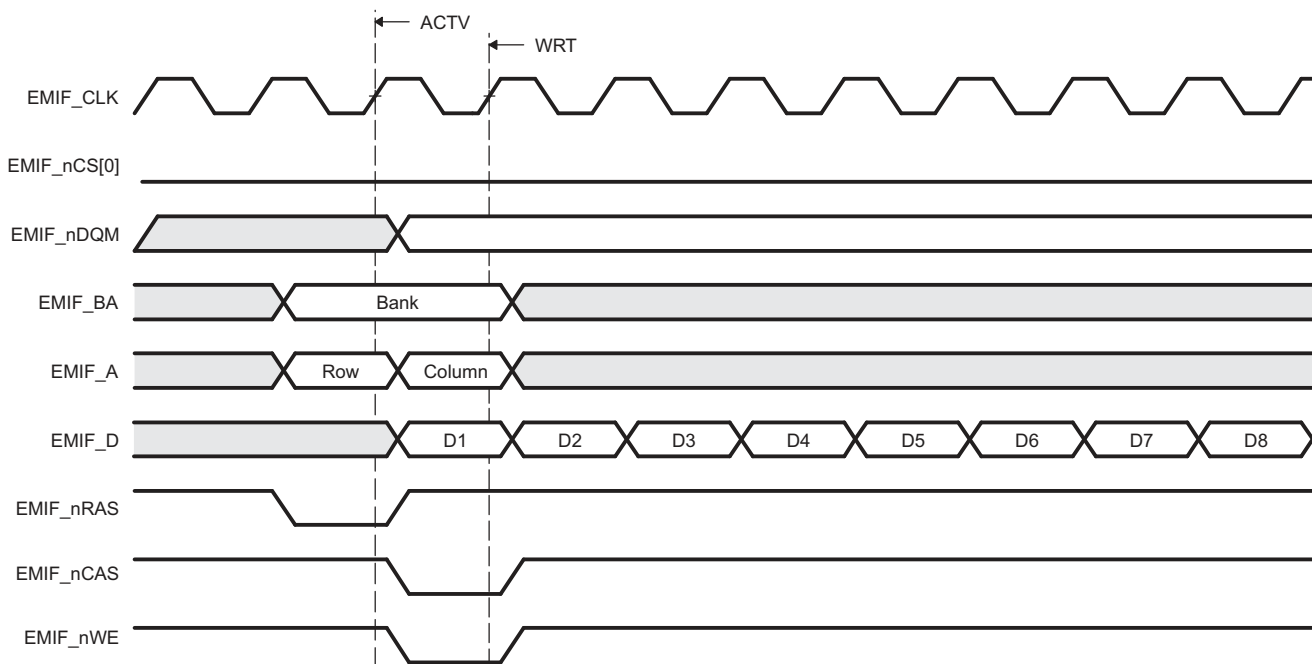 ACTV
WRT
EMIF_CLK
EMIF_nCS[0]
EMIF_nDQM
EMIF_BA
Bank
EMIF_A
Row Column
EMIF_D
D1 D2 D3 D4 D5 D6 D7 D8
EMIF_nRAS
EMIF_nCAS
EMIF_nWE